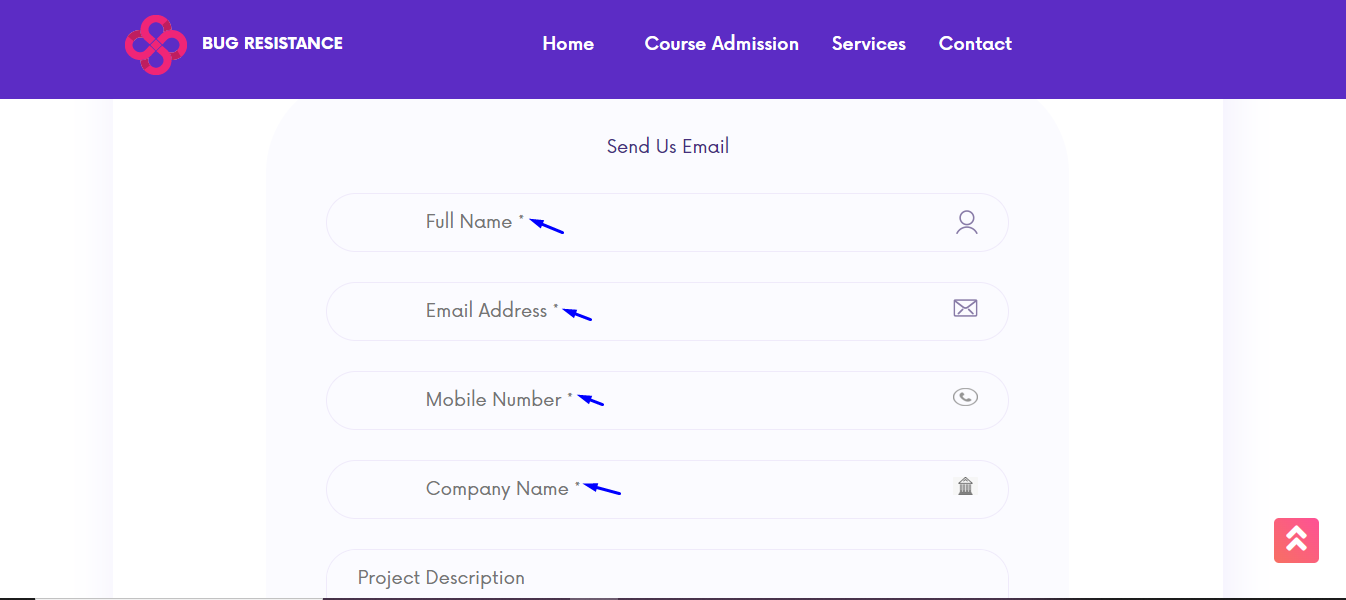 BUG RESISTANCE
Home Course Admission Services Contact
Send Us Email
Full Name *
Email Address *
Mobile Number *
Company Name *
Project Description